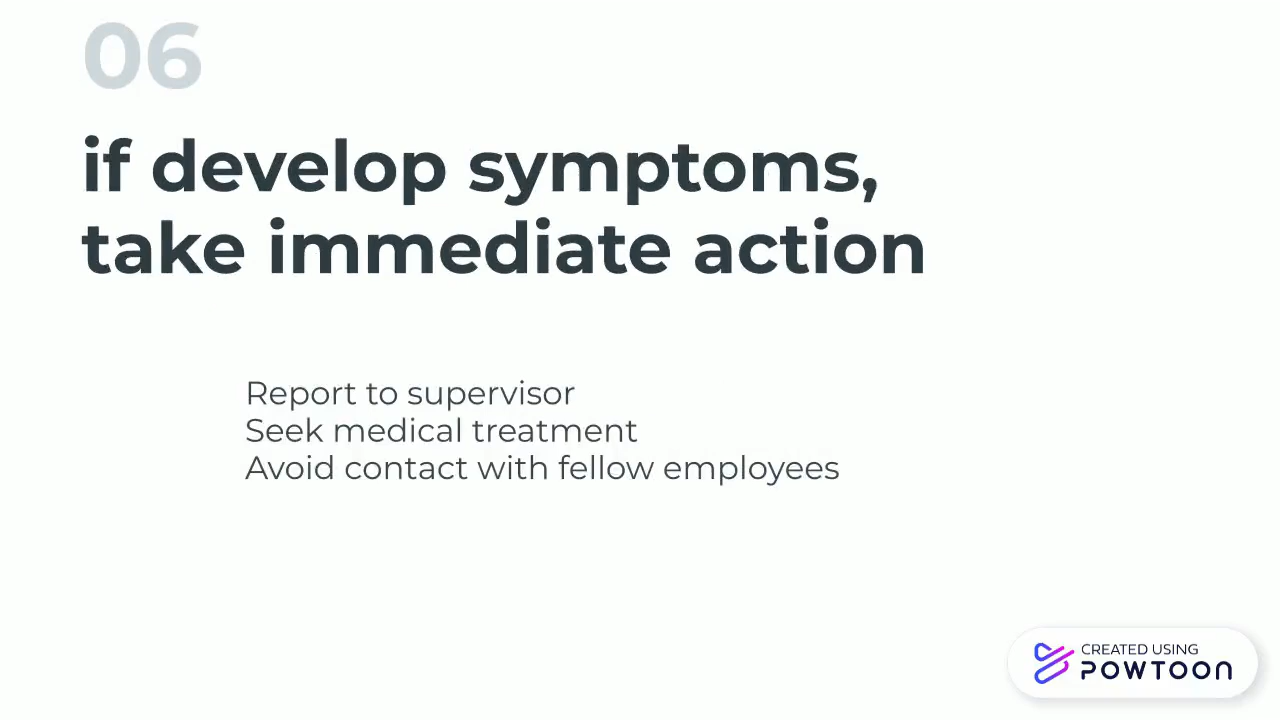 06
if develop symptoms,
take immediate action
Report to supervisor
Seek medical treatment
Avoid contact with fellow employees
CREATED USING
POWTOON